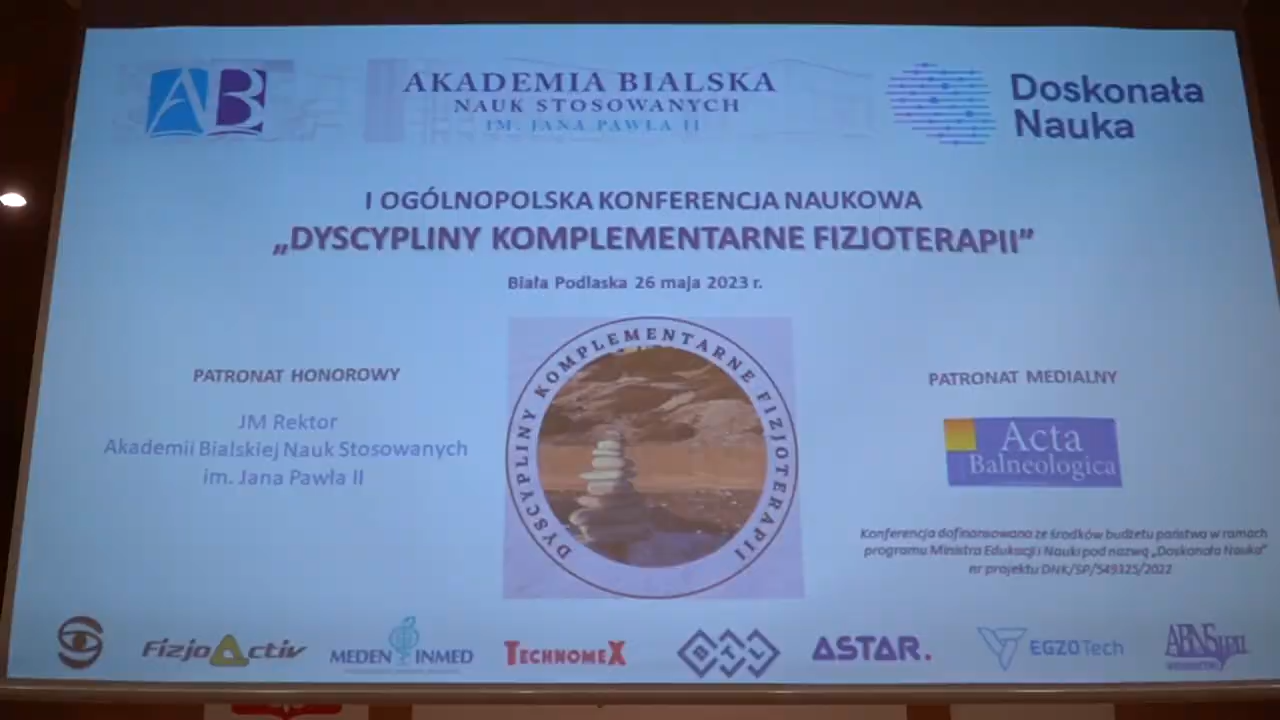 AB
AKADEMIA BIALSKA
NAUK STOSOWANYCH
IM. JANA PAWŁA II
Doskonała
Nauka
I OGÓLNOPOLSKA KONFERENCJA NAUKOWA
„DYSCYPLINY KOMPLEMENTARNE FIZJOTERAPII”
Biała Podlaska 26 maja 2023 r.
PATRONAT HONOROWY
JM Rektor
Akademii Bialskiej Nauk Stosowanych
im. Jana Pawła II
DYSCYPLINY KOMPLEMENTARNE FIZJOTERAPII
PATRONAT MEDIALNY
Acta
Balneologica
Konferencja dofinansowana ze środków budżetu państwa w ramach
programu Ministra Edukacji i Nauki pod nazwą „Doskonała Nauka”
nr projektu DNK/SP/549325/2022
FizjoActiv
MEDEN INMED
TECHNOMEX
BTL
ASTAR.
EGZOTech